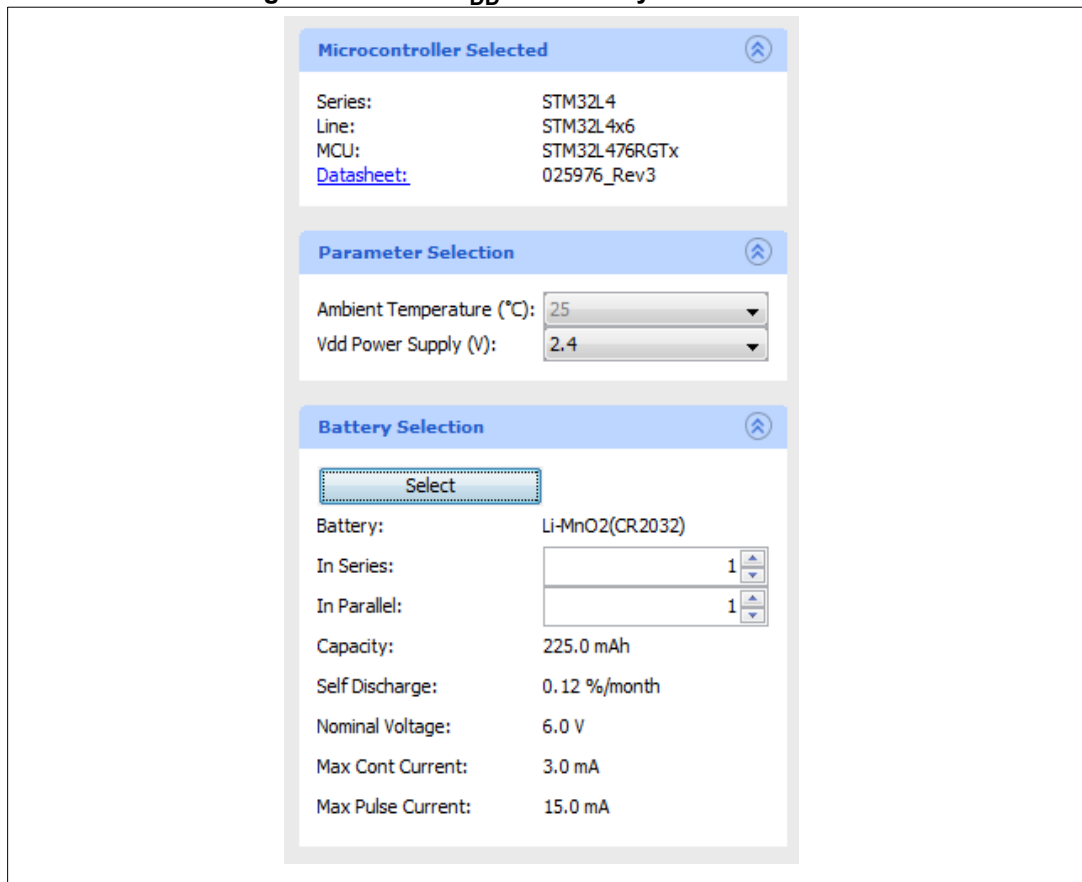 Microcontroller Selected
Series: STM32L4
Line: STM32L4x6
MCU: STM32L476RGTx
Datasheet: 025976_Rev3
Parameter Selection
Ambient Temperature (°C): 25
Vdd Power Supply (V): 2.4
Battery Selection
Select
Battery: Li-MnO2(CR2032)
In Series: 1
In Parallel: 1
Capacity: 225.0 mAh
Self Discharge: 0.12 %/month
Nominal Voltage: 6.0 V
Max Cont Current: 3.0 mA
Max Pulse Current: 15.0 mA